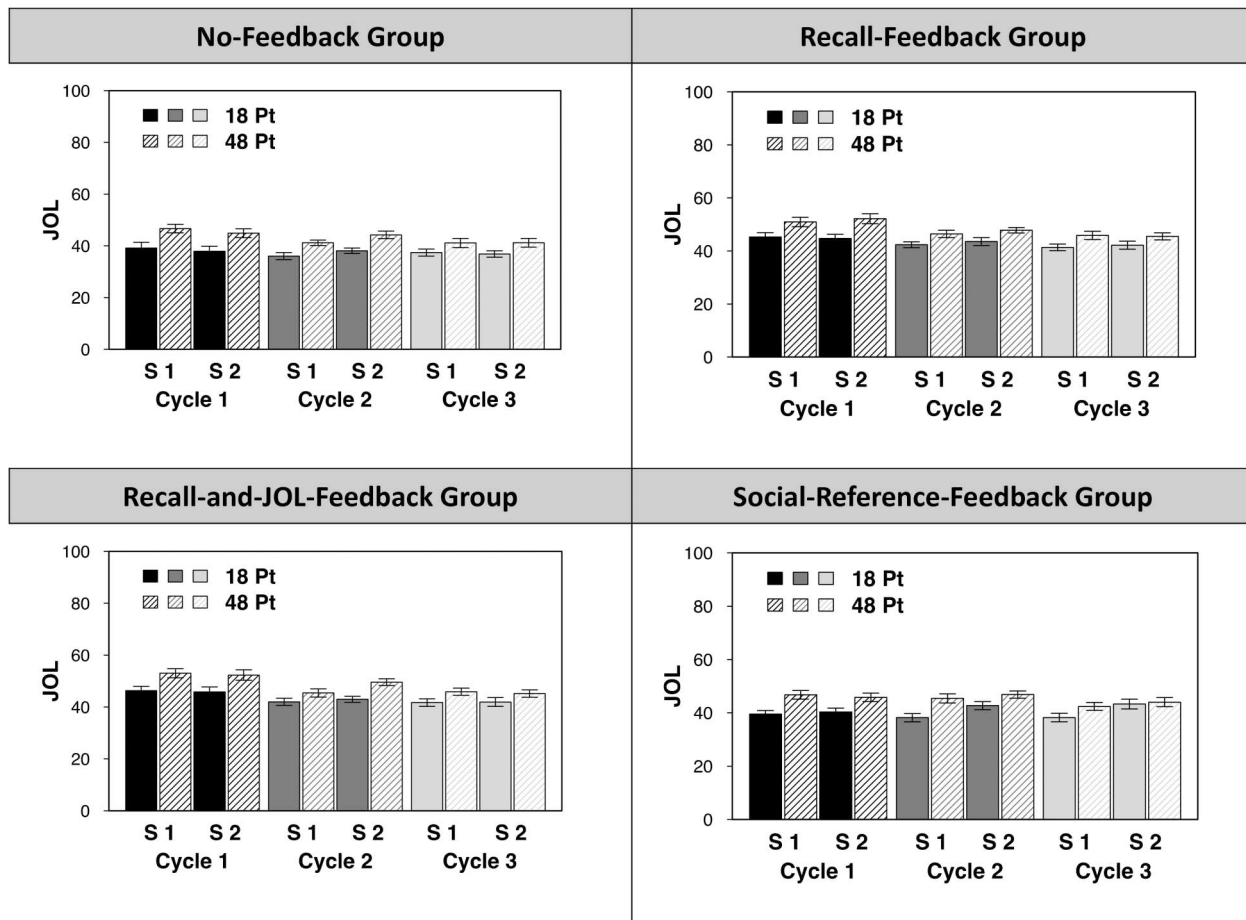 No-Feedback Group
100
80
60
40
20
0
JOL
18 Pt
48 Pt
S 1 S 2 S 1 S 2 S 1 S 2
Cycle 1 Cycle 2 Cycle 3
Recall-Feedback Group
100
80
60
40
20
0
JOL
18 Pt
48 Pt
S 1 S 2 S 1 S 2 S 1 S 2
Cycle 1 Cycle 2 Cycle 3
Recall-and-JOL-Feedback Group
100
80
60
40
20
0
JOL
18 Pt
48 Pt
S 1 S 2 S 1 S 2 S 1 S 2
Cycle 1 Cycle 2 Cycle 3
Social-Reference-Feedback Group
100
80
60
40
20
0
JOL
18 Pt
48 Pt
S 1 S 2 S 1 S 2 S 1 S 2
Cycle 1 Cycle 2 Cycle 3